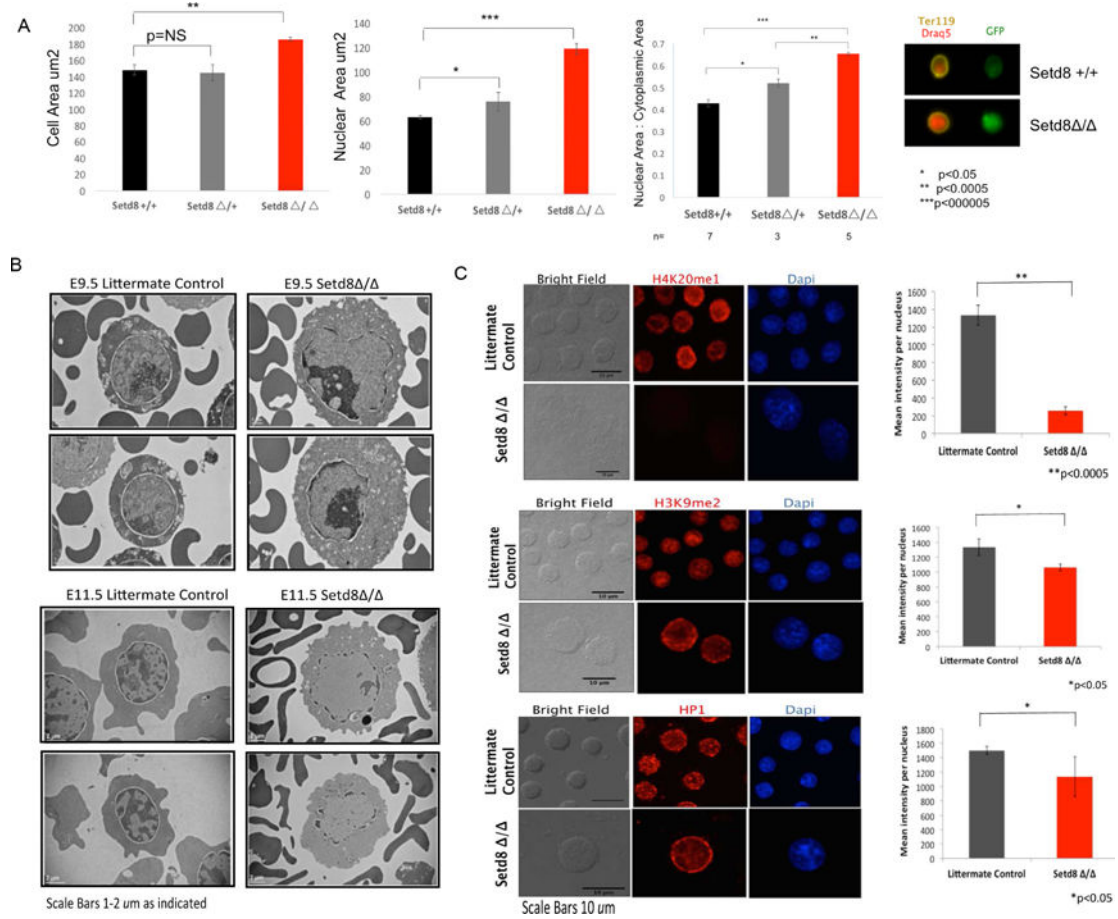 A
Cell Area um2
200
180
160
140
120
100
80
60
40
20
0
**
p=NS
Setd8 +/+
Setd8 △/+
Setd8 △/ △
Nuclear Area um2
140
120
100
80
60
40
20
0
***
*
Setd8 +/+
Setd8 △/+
Setd8 △/ △
Nuclear Area : Cytoplasmic Area
0.7
0.6
0.5
0.4
0.3
0.2
0.1
0
***
**
*
Setd8+/+
Setd8△/+
Setd8△/△
n= 7 3 5
Ter119
Draq5
GFP
Setd8 +/+
Setd8Δ/Δ
* p<0.05
** p<0.0005
***p<000005
B
E9.5 Littermate Control
E9.5 Setd8Δ/Δ
E11.5 Littermate Control
E11.5 Setd8Δ/Δ
Scale Bars 1-2 um as indicated
C
Bright Field
H4K20me1
Dapi
Littermate Control
Setd8 Δ/Δ
Mean intensity per nucleus
1600
1400
1200
1000
800
600
400
200
0
**
Littermate Control
Setd8 Δ/Δ
**p<0.0005
Bright Field
H3K9me2
Dapi
Littermate Control
10 µm
Setd8 Δ/Δ
10 µm
Mean intensity per nucleus
1600
1400
1200
1000
800
600
400
200
0
*
Littermate Control
Setd8 Δ/Δ
*p<0.05
Bright Field
HP1
Dapi
Littermate Control
Setd8 Δ/Δ
10 µm
Mean intensity per nucleus
1800
1600
1400
1200
1000
800
600
400
200
0
*
Littermate Control
Setd8 Δ/Δ
*p<0.05
Scale Bars 10 um